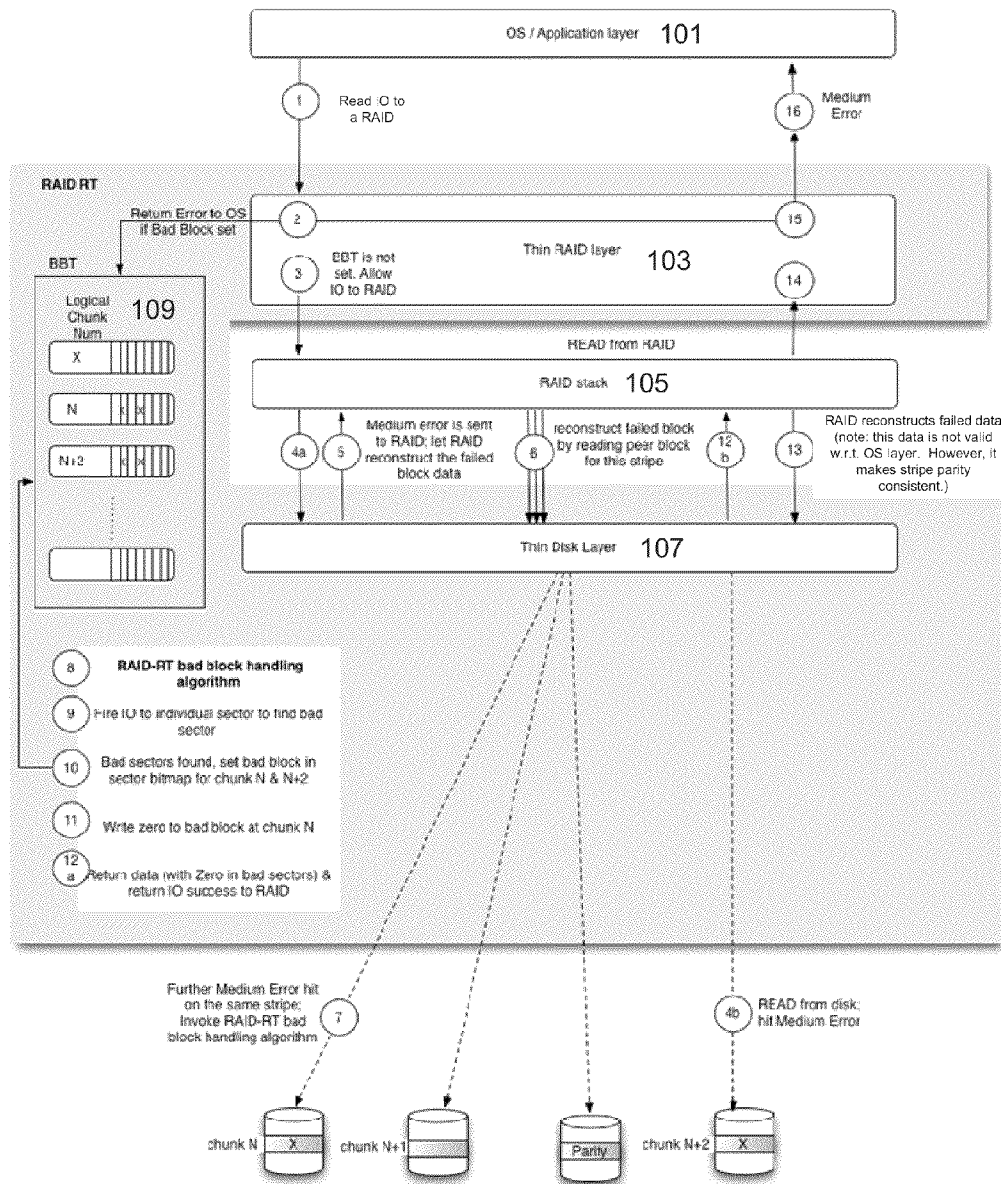 OS / Application layer 101
1
Read IO to
a RAID
16
Medium
Error
RAID RT
Return Error to OS
if Bad Block set
2
15
Thin RAID layer
103
3
BBT is not
set. Allow
IO to RAID
14
BBT
Logical
Chunk
Num
109
X
N x x
N+2 x x
READ from RAID
RAID stack 105
4a
5
Medium error is sent
to RAID; let RAID
reconstruct the failed
block data
6
reconstruct failed block
by reading peer block
for this stripe
12
b
13
RAID reconstructs failed data
(note: this data is not valid
w.r.t. OS layer. However, it
makes stripe parity
consistent.)
Thin Disk Layer 107
8
RAID-RT bad block handling
algorithm
9
Fire IO to individual sector to find bad
sector
10
Bad sectors found, set bad block in
sector bitmap for chunk N & N+2
11
Write zero to bad block at chunk N
12
a
Return data (with Zero in bad sectors) &
return IO success to RAID
Further Medium Error hit
on the same stripe;
Invoke RAID-RT bad
block handling algorithm
7
4b
READ from disk;
hit Medium Error
chunk N
X
chunk N+1
Parity
chunk N+2
X